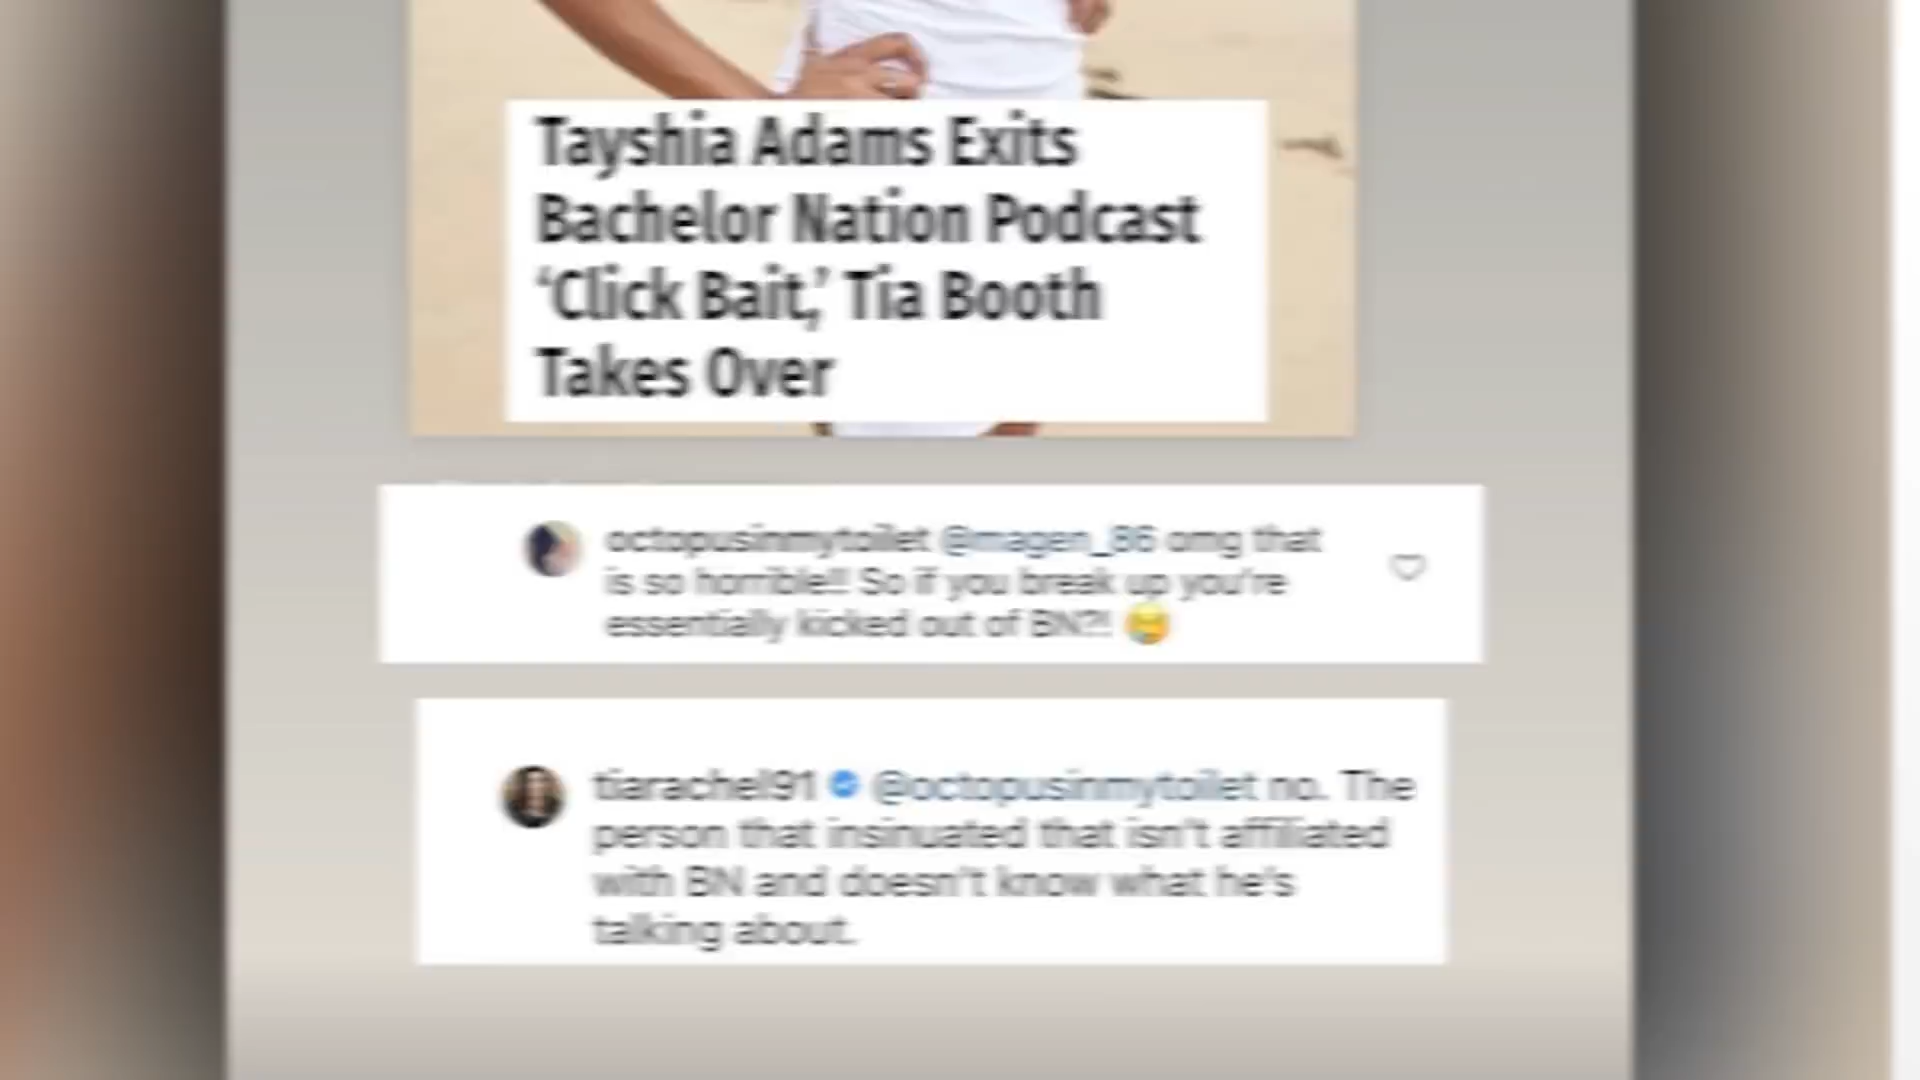 Tayshia Adams Exits
Bachelor Nation Podcast
‘Click Bait,’ Tia Booth
Takes Over
octopusinmytoilet @magen_86 omg that
is so horrible!! So if you break up you're
essentially kicked out of BN?!
tiarachel91 @octopusinmytoilet no. The
person that insinuated that isn't affiliated
with BN and doesn't know what he's
talking about.